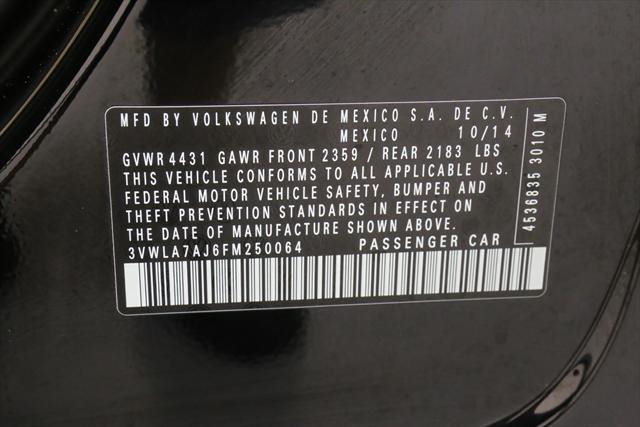 MFD BY VOLKSWAGEN DE MEXICO S.A. DE C.V.
MEXICO 10/14
GVWR 4431 GAWR FRONT 2359 / REAR 2183 LBS
THIS VEHICLE CONFORMS TO ALL APPLICABLE U.S.
FEDERAL MOTOR VEHICLE SAFETY, BUMPER AND
THEFT PREVENTION STANDARDS IN EFFECT ON
THE DATE OF MANUFACTURE SHOWN ABOVE.
3VWLA7AJ6FM250064 PASSENGER CAR
4536835 3010 M